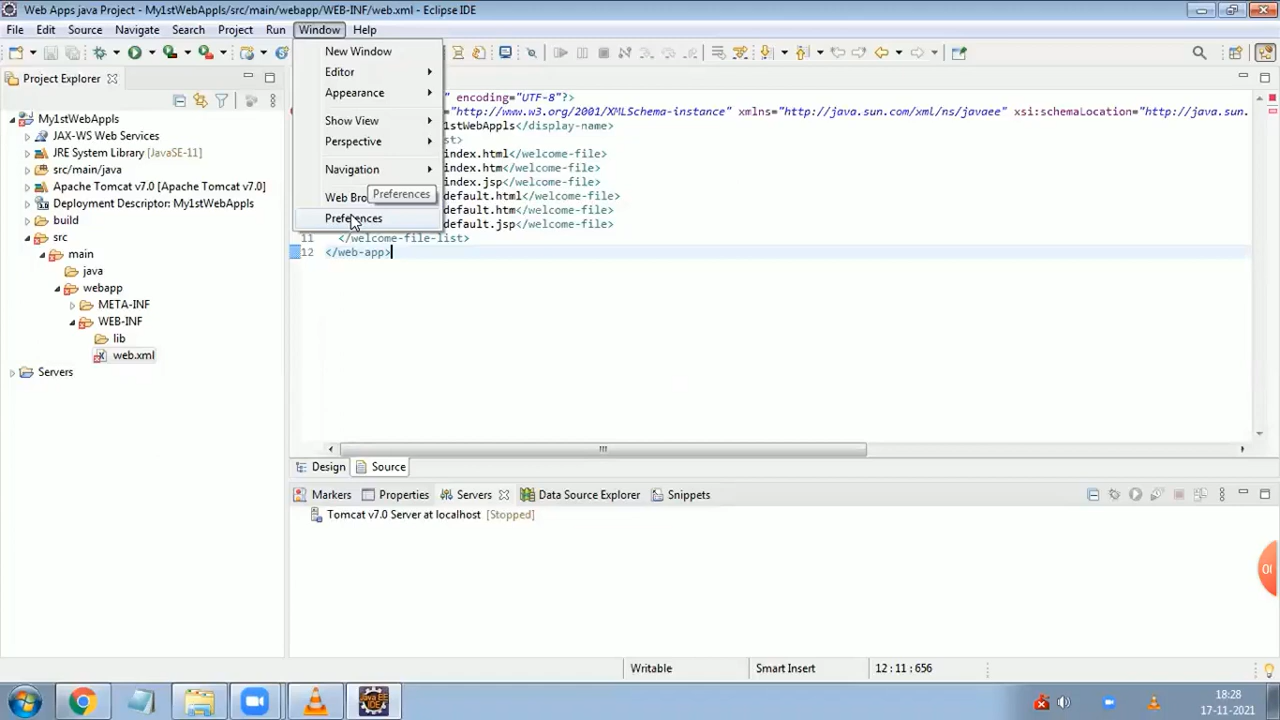 Web Apps java Project - My1stWebAppls/src/main/webapp/WEB-INF/web.xml - Eclipse IDE
File Edit Source Navigate Search Project Run Window Help
Project Explorer
My1stWebAppls
JAX-WS Web Services
JRE System Library [JavaSE-11]
src/main/java
Apache Tomcat v7.0 [Apache Tomcat v7.0]
Deployment Descriptor: My1stWebAppls
build
src
main
java
webapp
META-INF
WEB-INF
lib
web.xml
Servers
New Window
Editor
Appearance
Show View
Perspective
Navigation
Web Bro
Preferences
Preferences
" encoding="UTF-8"?>
="http://www.w3.org/2001/XMLSchema-instance" xmlns="http://java.sun.com/xml/ns/javaee" xsi:schemaLocation="http://java.sun.
1stWebAppls</display-name>
st>
index.html</welcome-file>
index.htm</welcome-file>
index.jsp</welcome-file>
default.html</welcome-file>
default.htm</welcome-file>
default.jsp</welcome-file>
11 </welcome-file-list>
12 </web-app>
Design Source
Markers Properties Servers Data Source Explorer Snippets
Tomcat v7.0 Server at localhost [Stopped]
Writable Smart Insert 12 : 11 : 656
00
Java EE
IDE
18:28
17-11-2021